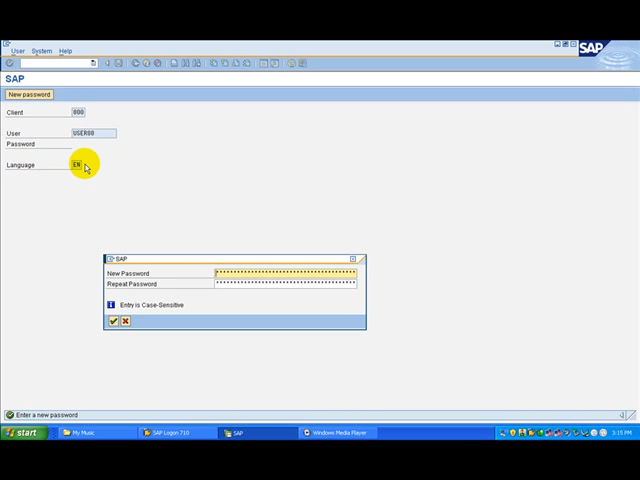 User System Help
SAP
SAP
New password
Client 800
User USER08
Password
Language EN
SAP
New Password ****************************************
Repeat Password ****************************************
Entry is Case-Sensitive
Enter a new password
start My Music SAP Logon 710 SAP Windows Media Player 3:15 PM